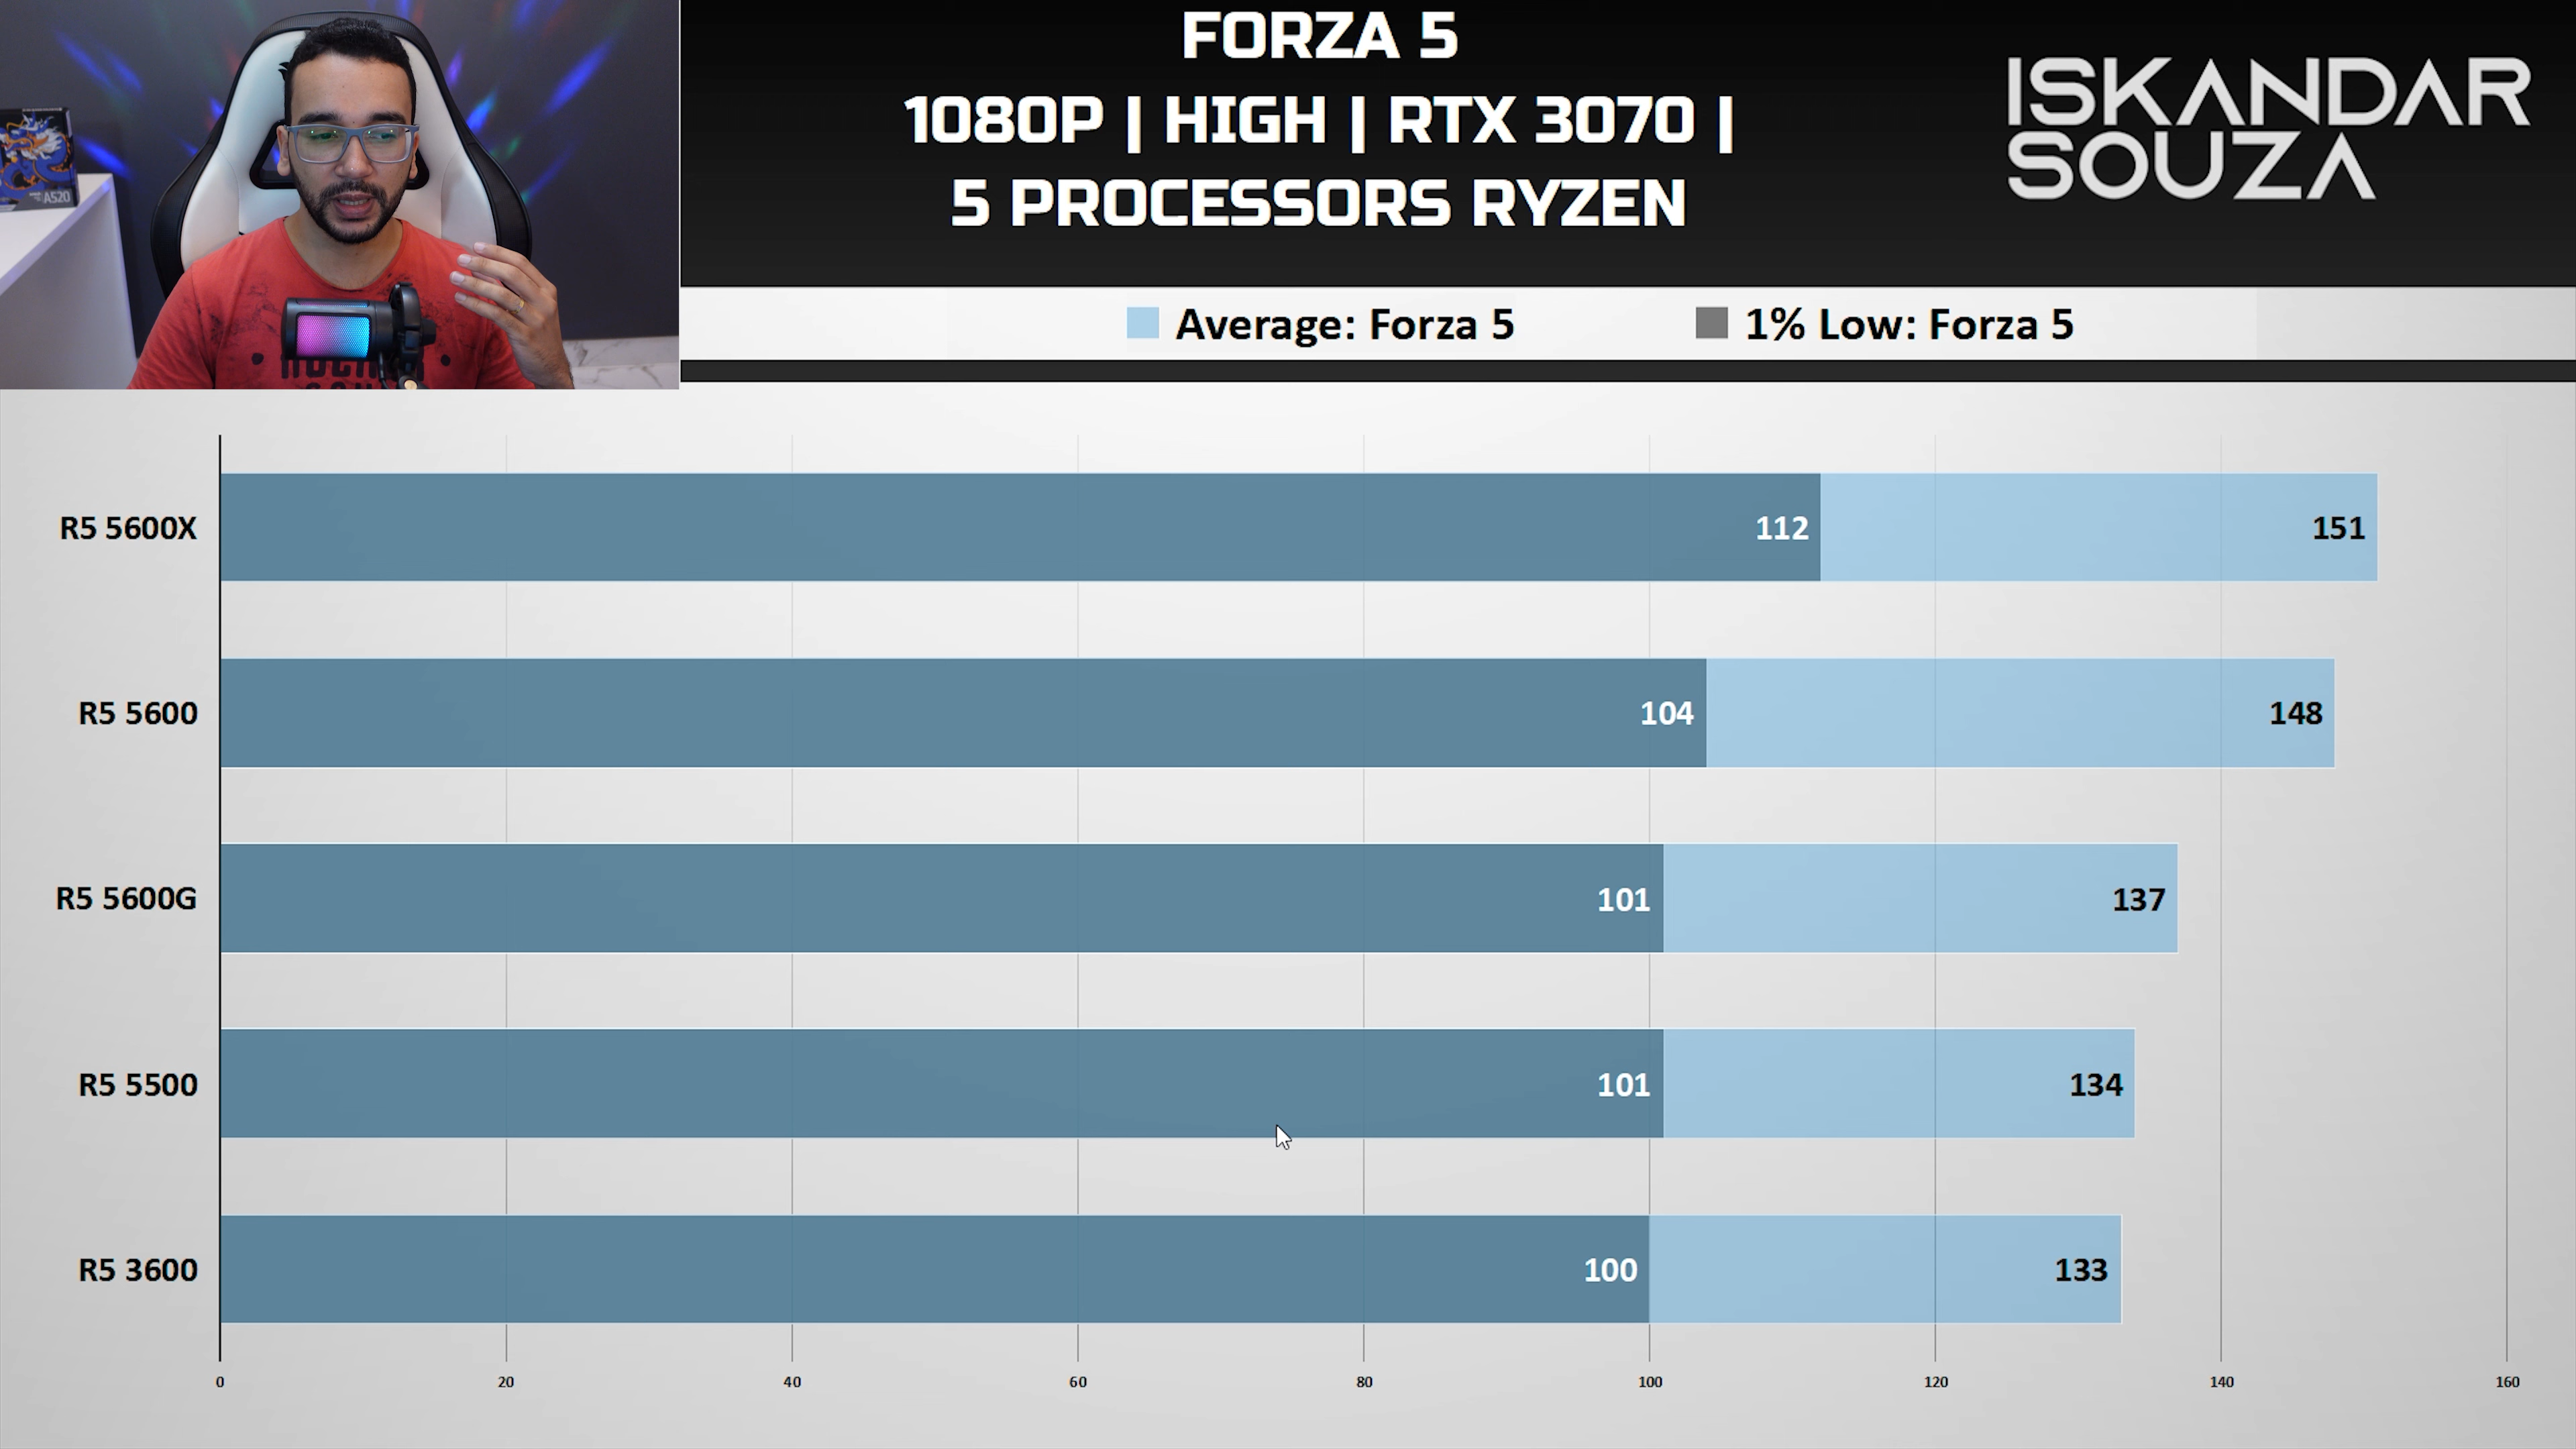 FORZA 5
1080P | HIGH | RTX 3070 |
5 PROCESSORS RYZEN
ISKANDAR
SOUZA
A520
Average: Forza 5
1% Low: Forza 5
R5 5600X
112
151
R5 5600
104
148
R5 5600G
101
137
R5 5500
101
134
R5 3600
100
133
0 20 40 60 80 100 120 140 160